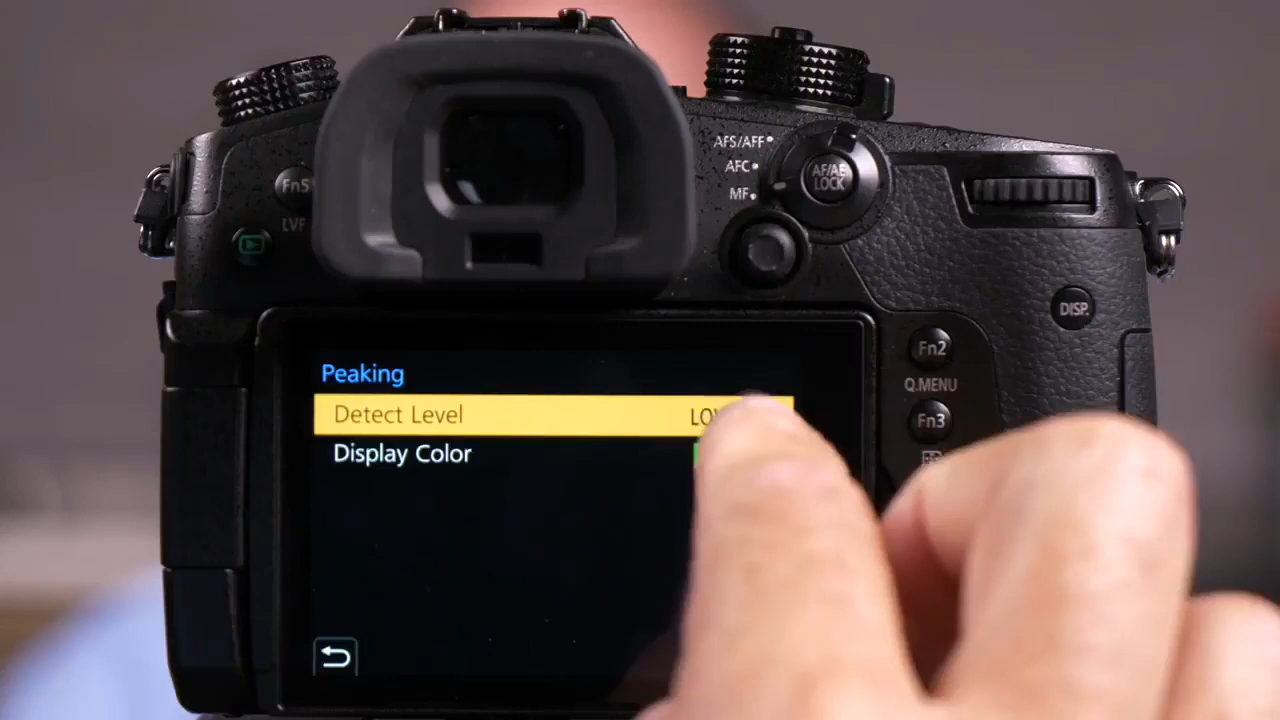 AFS/AFF
AFC
MF
AF/AE
LOCK
Fn5
LVF
DISP.
Fn2
Q.MENU
Fn3
Peaking
Detect Level
Display Color